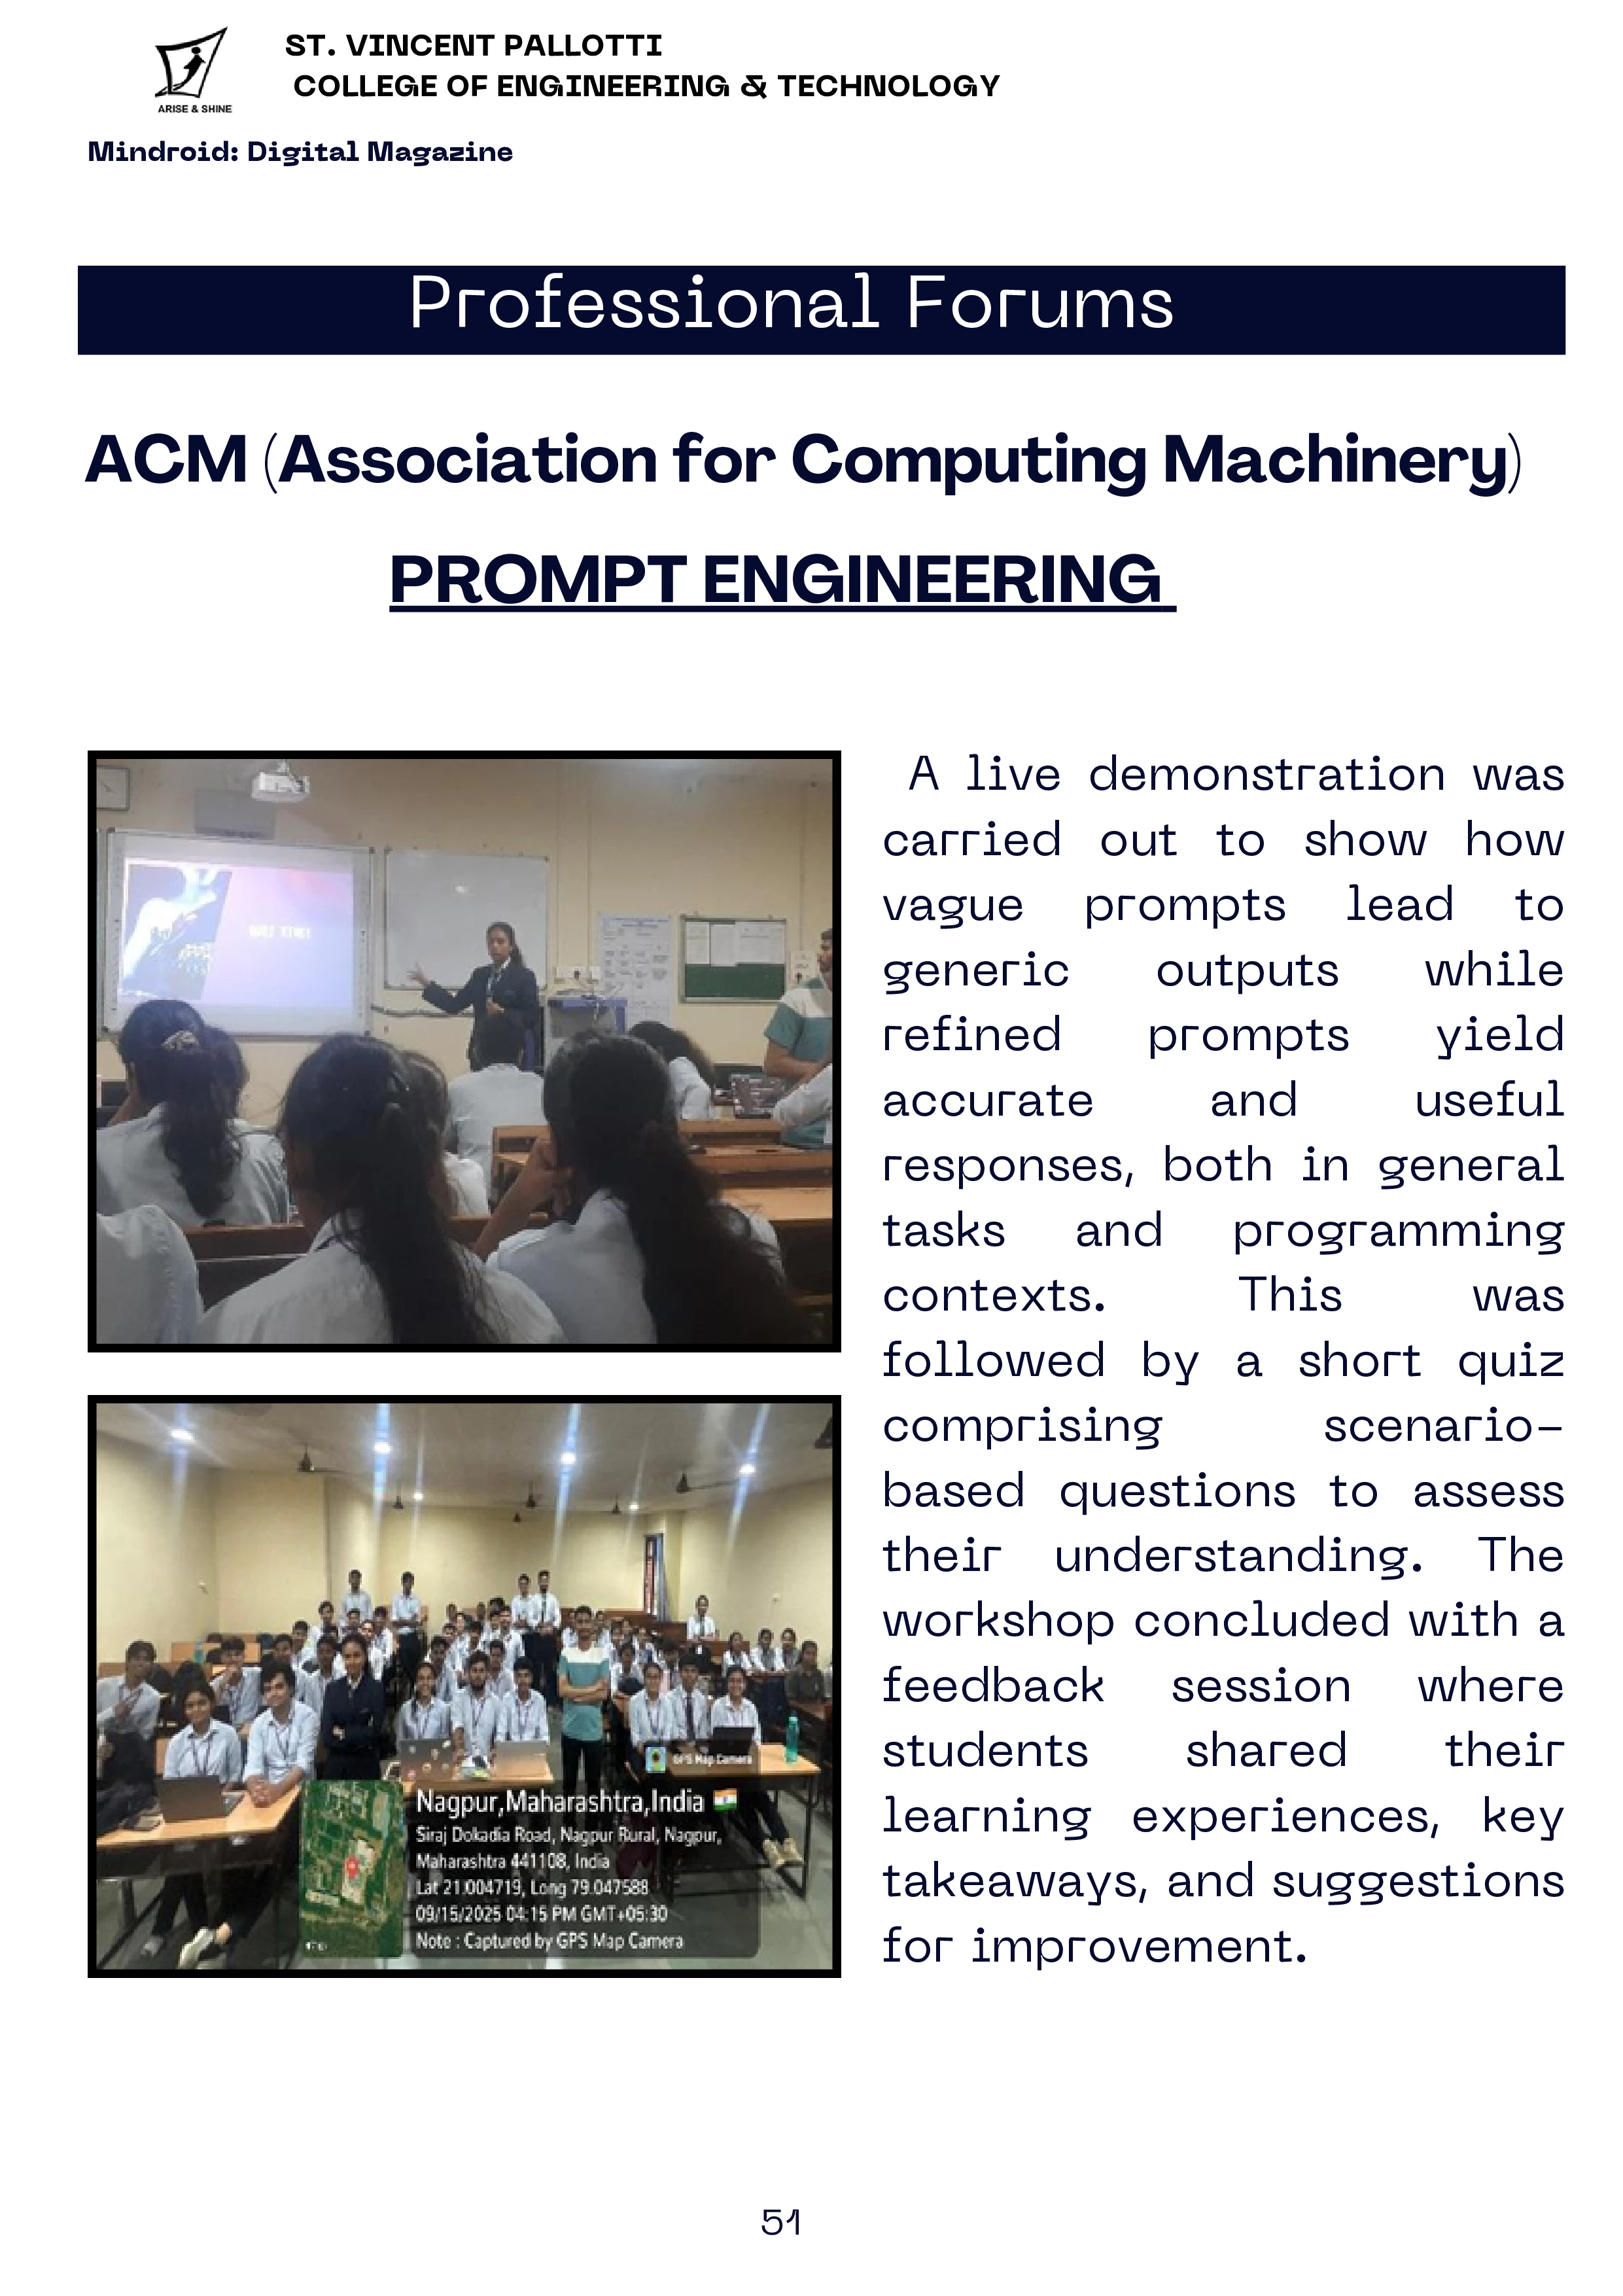 ARISE & SHINE
ST. VINCENT PALLOTTI
COLLEGE OF ENGINEERING & TECHNOLOGY
Mindroid: Digital Magazine
Professional Forums
ACM (Association for Computing Machinery)
PROMPT ENGINEERING
A live demonstration was
carried out to show how
vague prompts lead to
generic outputs while
refined prompts yield
accurate and useful
responses, both in general
tasks and programming
contexts. This was
followed by a short quiz
comprising scenario-
based questions to assess
their understanding. The
workshop concluded with a
feedback session where
students shared their
learning experiences, key
takeaways, and suggestions
for improvement.
GPS Map Camera
Nagpur,Maharashtra,India
Siraj Dokadia Road, Nagpur Rural, Nagpur,
Maharashtra 441108, India
Lat 21.004719, Long 79.047588
09/15/2025 04:15 PM GMT+05:30
Note : Captured by GPS Map Camera
51